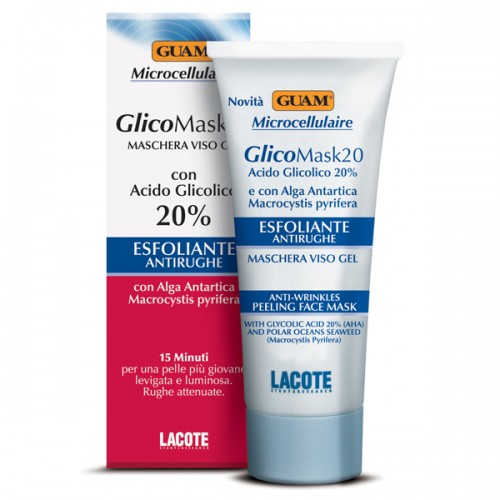 GUAM
Microcellulaire
GlicoMask
MASCHERA VISO GEL
con
Acido Glicolico
20%
ESFOLIANTE
ANTIRUGHE
con Alga Antartica
Macrocystis pyrifera
15 Minuti
per una pelle più giovane
levigata e luminosa.
Rughe attenuate.
LACOTE
Novità GUAM
Microcellulaire
GlicoMask20
Acido Glicolico 20%
e con Alga Antartica
Macrocystis pyrifera
ESFOLIANTE
ANTIRUGHE
MASCHERA VISO GEL
ANTI-WRINKLES
PEELING FACE MASK
WITH GLYCOLIC ACID 20% (AHA)
AND POLAR OCEANS SEAWEED
(Macrocystis Pyrifera)
LACOTE